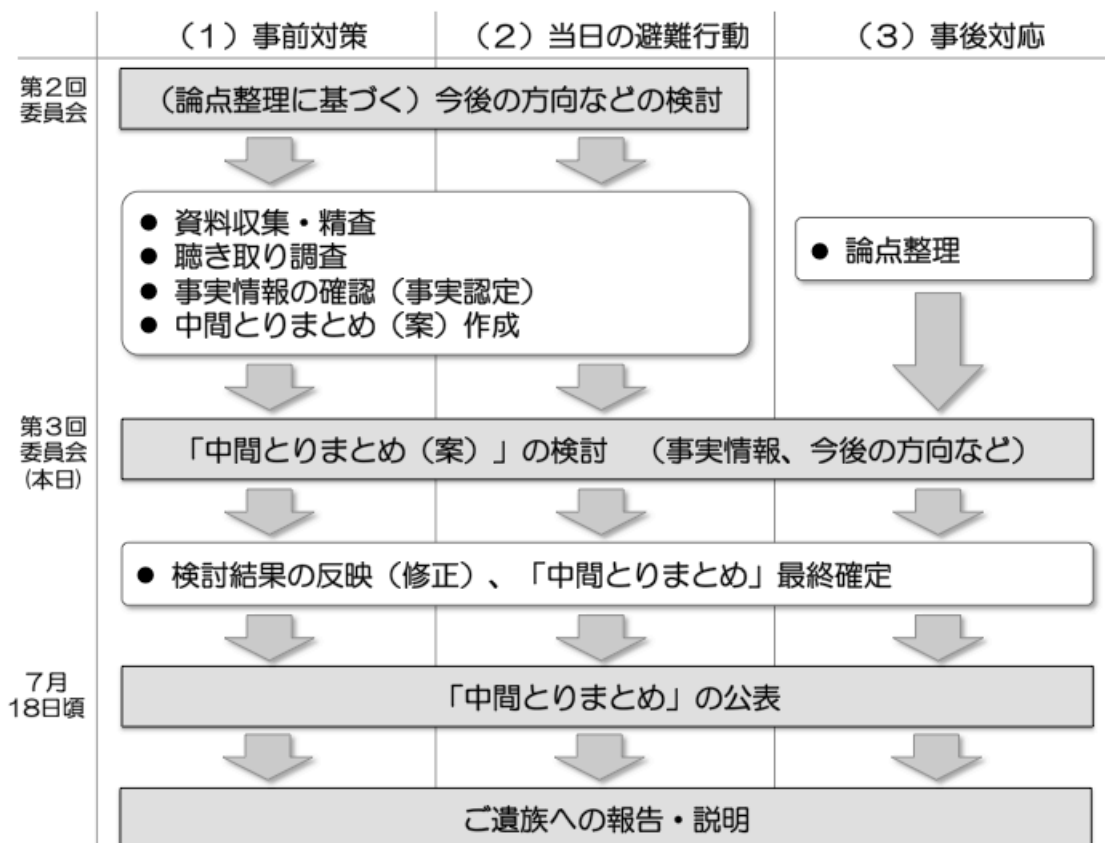 (1)事前対策
(2)当日の避難行動
(3)事後対応
第2回
委員会
(論点整理に基づく)今後の方向などの検討
● 資料収集・精査
● 聴き取り調査
● 事実情報の確認(事実認定)
● 中間とりまとめ(案)作成
● 論点整理
第3回
委員会
(本日)
「中間とりまとめ(案)」の検討 (事実情報、今後の方向など)
● 検討結果の反映(修正)、「中間とりまとめ」最終確定
7月
18日頃
「中間とりまとめ」の公表
ご遺族への報告・説明